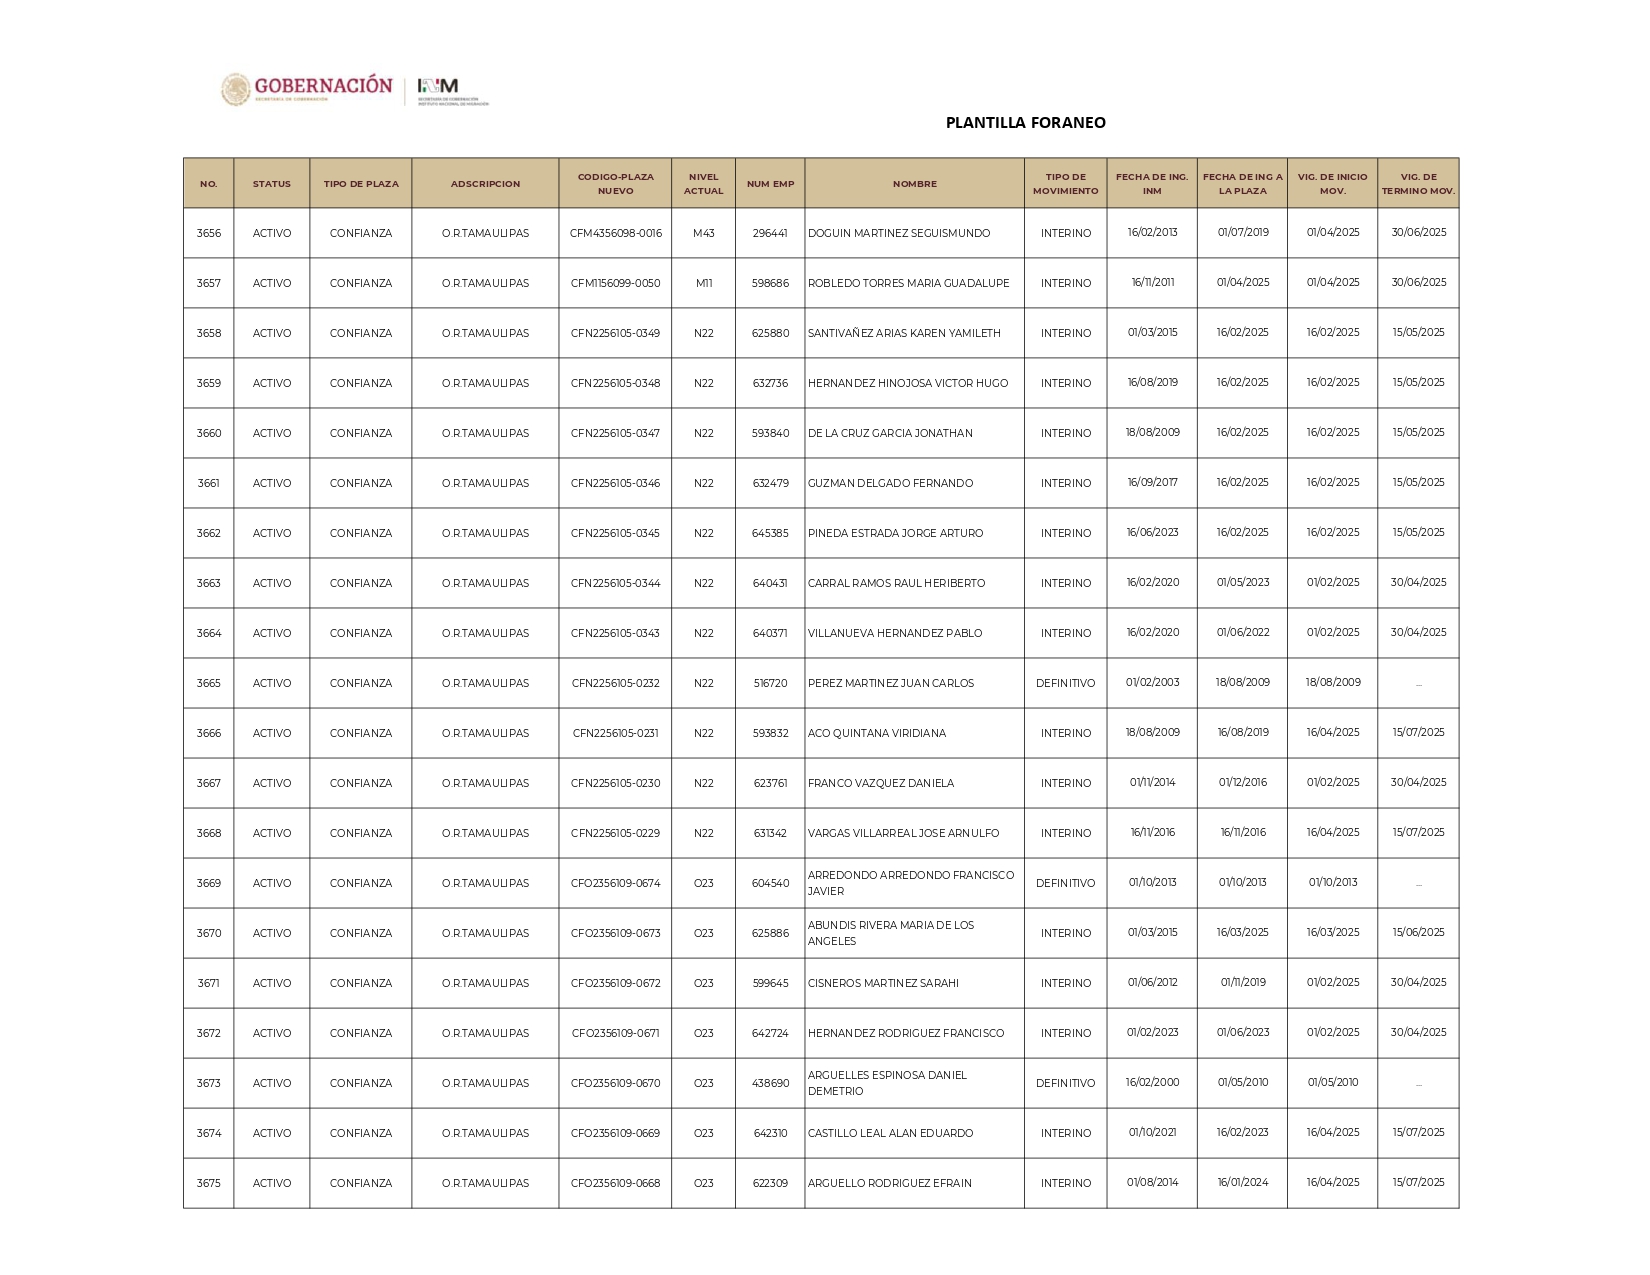 GOBERNACIÓN
SECRETARÍA DE GOBERNACIÓN
INM
SECRETARÍA DE GOBERNACIÓN
INSTITUTO NACIONAL DE MIGRACIÓN
PLANTILLA FORANEO
NO. STATUS TIPO DE PLAZA ADSCRIPCION CODIGO-PLAZA NUEVO NIVEL ACTUAL NUM EMP NOMBRE TIPO DE MOVIMIENTO FECHA DE ING. INM FECHA DE ING A LA PLAZA VIG. DE INICIO MOV. VIG. DE TERMINO MOV.
3656 ACTIVO CONFIANZA O.R.TAMAULIPAS CFM4356098-0016 M43 296441 DOGUIN MARTINEZ SEGUISMUNDO INTERINO 16/02/2013 01/07/2019 01/04/2025 30/06/2025
3657 ACTIVO CONFIANZA O.R.TAMAULIPAS CFM1156099-0050 M11 598686 ROBLEDO TORRES MARIA GUADALUPE INTERINO 16/11/2011 01/04/2025 01/04/2025 30/06/2025
3658 ACTIVO CONFIANZA O.R.TAMAULIPAS CFN2256105-0349 N22 625880 SANTIVAÑEZ ARIAS KAREN YAMILETH INTERINO 01/03/2015 16/02/2025 16/02/2025 15/05/2025
3659 ACTIVO CONFIANZA O.R.TAMAULIPAS CFN2256105-0348 N22 632736 HERNANDEZ HINOJOSA VICTOR HUGO INTERINO 16/08/2019 16/02/2025 16/02/2025 15/05/2025
3660 ACTIVO CONFIANZA O.R.TAMAULIPAS CFN2256105-0347 N22 593840 DE LA CRUZ GARCIA JONATHAN INTERINO 18/08/2009 16/02/2025 16/02/2025 15/05/2025
3661 ACTIVO CONFIANZA O.R.TAMAULIPAS CFN2256105-0346 N22 632479 GUZMAN DELGADO FERNANDO INTERINO 16/09/2017 16/02/2025 16/02/2025 15/05/2025
3662 ACTIVO CONFIANZA O.R.TAMAULIPAS CFN2256105-0345 N22 645385 PINEDA ESTRADA JORGE ARTURO INTERINO 16/06/2023 16/02/2025 16/02/2025 15/05/2025
3663 ACTIVO CONFIANZA O.R.TAMAULIPAS CFN2256105-0344 N22 640431 CARRAL RAMOS RAUL HERIBERTO INTERINO 16/02/2020 01/05/2023 01/02/2025 30/04/2025
3664 ACTIVO CONFIANZA O.R.TAMAULIPAS CFN2256105-0343 N22 640371 VILLANUEVA HERNANDEZ PABLO INTERINO 16/02/2020 01/06/2022 01/02/2025 30/04/2025
3665 ACTIVO CONFIANZA O.R.TAMAULIPAS CFN2256105-0232 N22 516720 PEREZ MARTINEZ JUAN CARLOS DEFINITIVO 01/02/2003 18/08/2009 18/08/2009 ...
3666 ACTIVO CONFIANZA O.R.TAMAULIPAS CFN2256105-0231 N22 593832 ACO QUINTANA VIRIDIANA INTERINO 18/08/2009 16/08/2019 16/04/2025 15/07/2025
3667 ACTIVO CONFIANZA O.R.TAMAULIPAS CFN2256105-0230 N22 623761 FRANCO VAZQUEZ DANIELA INTERINO 01/11/2014 01/12/2016 01/02/2025 30/04/2025
3668 ACTIVO CONFIANZA O.R.TAMAULIPAS CFN2256105-0229 N22 631342 VARGAS VILLARREAL JOSE ARNULFO INTERINO 16/11/2016 16/11/2016 16/04/2025 15/07/2025
3669 ACTIVO CONFIANZA O.R.TAMAULIPAS CFO2356109-0674 O23 604540 ARREDONDO ARREDONDO FRANCISCO JAVIER DEFINITIVO 01/10/2013 01/10/2013 01/10/2013 ...
3670 ACTIVO CONFIANZA O.R.TAMAULIPAS CFO2356109-0673 O23 625886 ABUNDIS RIVERA MARIA DE LOS ANGELES INTERINO 01/03/2015 16/03/2025 16/03/2025 15/06/2025
3671 ACTIVO CONFIANZA O.R.TAMAULIPAS CFO2356109-0672 O23 599645 CISNEROS MARTINEZ SARAHI INTERINO 01/06/2012 01/11/2019 01/02/2025 30/04/2025
3672 ACTIVO CONFIANZA O.R.TAMAULIPAS CFO2356109-0671 O23 642724 HERNANDEZ RODRIGUEZ FRANCISCO INTERINO 01/02/2023 01/06/2023 01/02/2025 30/04/2025
3673 ACTIVO CONFIANZA O.R.TAMAULIPAS CFO2356109-0670 O23 438690 ARGUELLES ESPINOSA DANIEL DEMETRIO DEFINITIVO 16/02/2000 01/05/2010 01/05/2010 ...
3674 ACTIVO CONFIANZA O.R.TAMAULIPAS CFO2356109-0669 O23 642310 CASTILLO LEAL ALAN EDUARDO INTERINO 01/10/2021 16/02/2023 16/04/2025 15/07/2025
3675 ACTIVO CONFIANZA O.R.TAMAULIPAS CFO2356109-0668 O23 622309 ARGUELLO RODRIGUEZ EFRAIN INTERINO 01/08/2014 16/01/2024 16/04/2025 15/07/2025